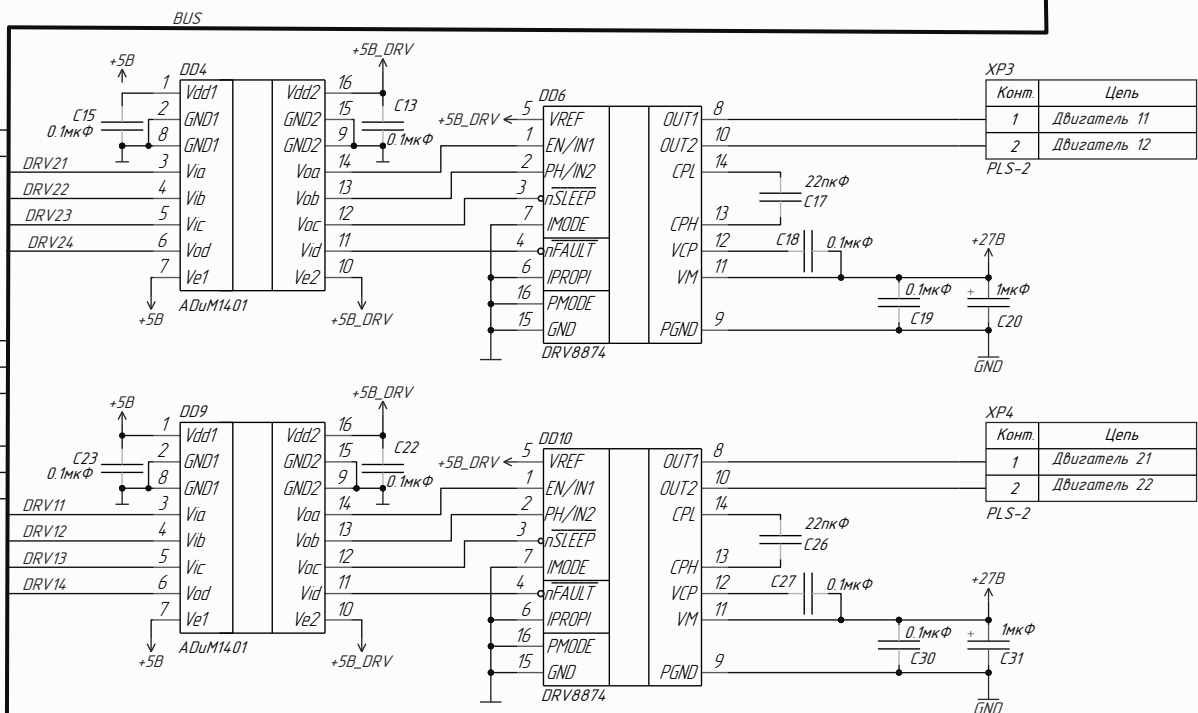 BUS
+5В
DD4
+5В_DRV
1 Vdd1 Vdd2 16
C15 0.1мкФ
2 GND1 GND2 15
C13 0.1мкФ
8 GND1 GND2 9
DRV21 3 Via Voa 14
DRV22 4 Vib Vob 13
DRV23 5 Vic Voc 12
DRV24 6 Vod Vid 11
7 Ve1 Ve2 10
+5В ADuM1401 +5В_DRV
DD6
+5В_DRV 5 VREF OUT1 8
1 EN/IN1 OUT2 10
2 PH/IN2 CPL 14
3 nSLEEP
7 IMODE CPH 13
4 nFAULT VCP 12
6 IPROPI VM 11
16 PMODE
15 GND PGND 9
DRV8874
22пкФ
C17
C18 0.1мкФ
+27В
0.1мкФ
C19
+ 1мкФ
C20
GND
XP3
Конт. Цепь
1 Двигатель 11
2 Двигатель 12
PLS-2
+5В
DD9
+5В_DRV
1 Vdd1 Vdd2 16
C23 0.1мкФ
2 GND1 GND2 15
C22 0.1мкФ
8 GND1 GND2 9
DRV11 3 Via Voa 14
DRV12 4 Vib Vob 13
DRV13 5 Vic Voc 12
DRV14 6 Vod Vid 11
7 Ve1 Ve2 10
+5В ADuM1401 +5В_DRV
DD10
+5В_DRV 5 VREF OUT1 8
1 EN/IN1 OUT2 10
2 PH/IN2 CPL 14
3 nSLEEP
7 IMODE CPH 13
4 nFAULT VCP 12
6 IPROPI VM 11
16 PMODE
15 GND PGND 9
DRV8874
22пкФ
C26
C27 0.1мкФ
+27В
0.1мкФ
C30
+ 1мкФ
C31
GND
XP4
Конт. Цепь
1 Двигатель 21
2 Двигатель 22
PLS-2